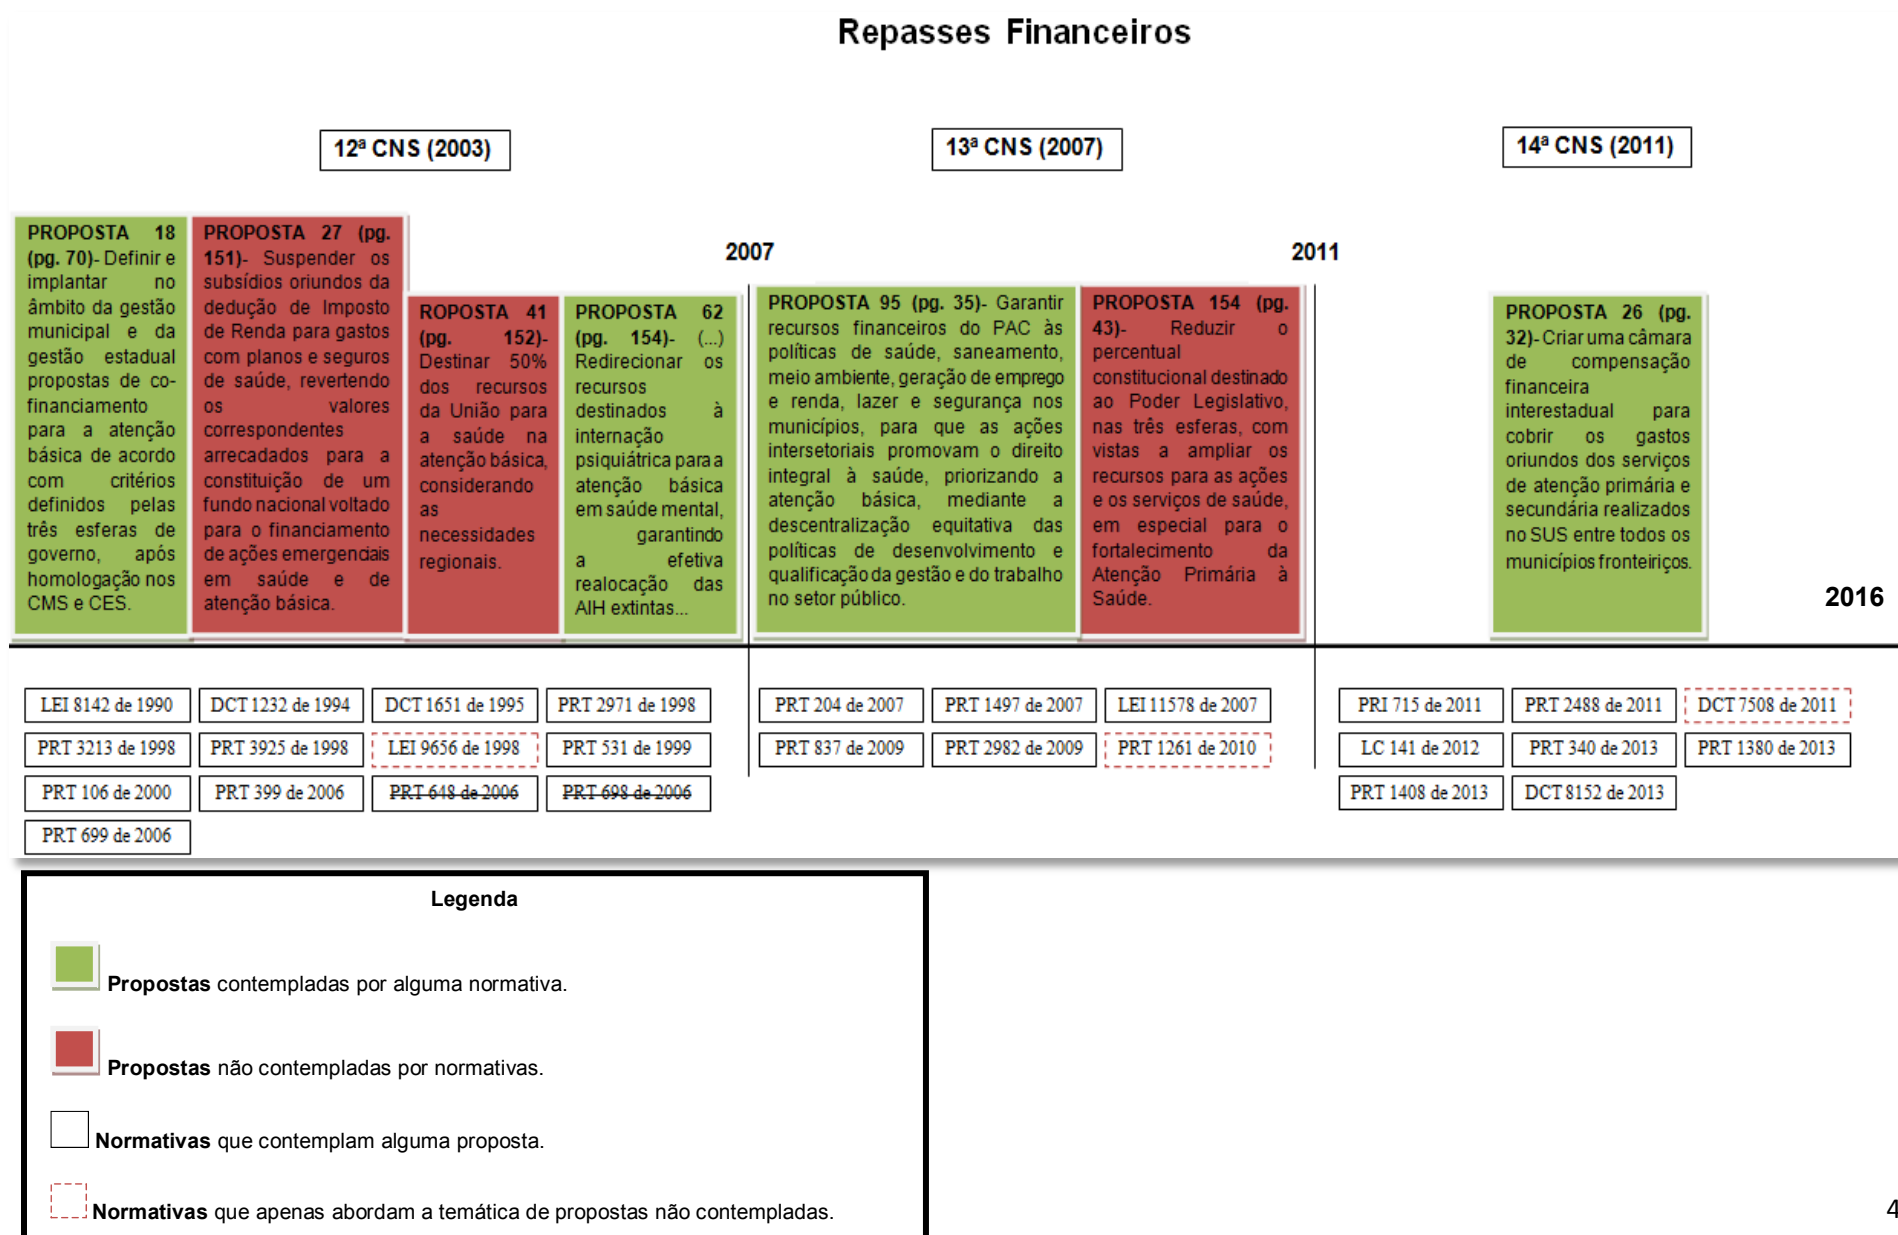 Repasses Financeiros
12ª CNS (2003)
13ª CNS (2007)
14ª CNS (2011)
PROPOSTA 18
(pg. 70)- Definir e
implantar no
âmbito da gestão
municipal e da
gestão estadual
propostas de co-
financiamento
para a atenção
básica de acordo
com critérios
definidos pelas
três esferas de
governo, após
homologação nos
CMS e CES.
PROPOSTA 27 (pg.
151)- Suspender os
subsídios oriundos da
dedução de Imposto
de Renda para gastos
com planos e seguros
de saúde, revertendo
os valores
correspondentes
arrecadados para a
constituição de um
fundo nacional voltado
para o financiamento
de ações emergenciais
em saúde e de
atenção básica.
ROPOSTA 41
(pg. 152)-
Destinar 50%
dos recursos
da União para
a saúde na
atenção básica,
considerando
as
necessidades
regionais.
PROPOSTA 62
(pg. 154)- (...)
Redirecionar os
recursos
destinados à
internação
psiquiátrica para a
atenção básica
em saúde mental,
garantindo
a efetiva
realocação das
AIH extintas...
2007
PROPOSTA 95 (pg. 35)- Garantir
recursos financeiros do PAC às
políticas de saúde, saneamento,
meio ambiente, geração de emprego
e renda, lazer e segurança nos
municípios, para que as ações
intersetoriais promovam o direito
integral à saúde, priorizando a
atenção básica, mediante a
descentralização equitativa das
políticas de desenvolvimento e
qualificação da gestão e do trabalho
no setor público.
PROPOSTA 154 (pg.
43)- Reduzir o
percentual
constitucional destinado
ao Poder Legislativo,
nas três esferas, com
vistas a ampliar os
recursos para as ações
e os serviços de saúde,
em especial para o
fortalecimento da
Atenção Primária à
Saúde.
2011
PROPOSTA 26 (pg.
32)- Criar uma câmara
de compensação
financeira
interestadual para
cobrir os gastos
oriundos dos serviços
de atenção primária e
secundária realizados
no SUS entre todos os
municípios fronteiriços.
2016
LEI 8142 de 1990
DCT 1232 de 1994
DCT 1651 de 1995
PRT 2971 de 1998
PRT 3213 de 1998
PRT 3925 de 1998
LEI 9656 de 1998
PRT 531 de 1999
PRT 106 de 2000
PRT 399 de 2006
PRT 648 de 2006
PRT 698 de 2006
PRT 699 de 2006
PRT 204 de 2007
PRT 1497 de 2007
LEI 11578 de 2007
PRT 837 de 2009
PRT 2982 de 2009
PRT 1261 de 2010
PRI 715 de 2011
PRT 2488 de 2011
DCT 7508 de 2011
LC 141 de 2012
PRT 340 de 2013
PRT 1380 de 2013
PRT 1408 de 2013
DCT 8152 de 2013
Legenda
Propostas contempladas por alguma normativa.
Propostas não contempladas por normativas.
Normativas que contemplam alguma proposta.
Normativas que apenas abordam a temática de propostas não contempladas.
4